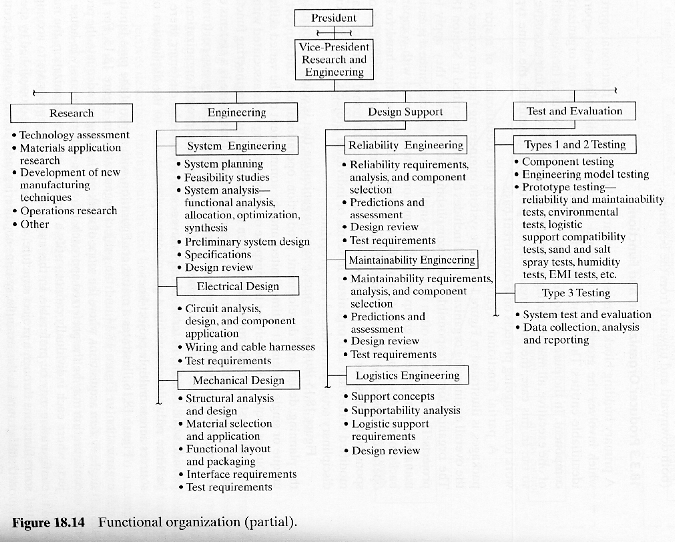 President
Vice-President
Research and
Engineering
Research
• Technology assessment
• Materials application
research
• Development of new
manufacturing
techniques
• Operations research
• Other
Engineering
System Engineering
• System planning
• Feasibility studies
• System analysis—
functional analysis,
allocation, optimization,
synthesis
• Preliminary system design
• Specifications
• Design review
Electrical Design
• Circuit analysis,
design, and component
application
• Wiring and cable harnesses
• Test requirements
Mechanical Design
• Structural analysis
and design
• Material selection
and application
• Functional layout
and packaging
• Interface requirements
• Test requirements
Design Support
Reliability Engineering
• Reliability requirements,
analysis, and component
selection
• Predictions and
assessment
• Design review
• Test requirements
Maintainability Engineering
• Maintainability requirements,
analysis, and component
selection
• Predictions and
assessment
• Design review
• Test requirements
Logistics Engineering
• Support concepts
• Supportability analysis
• Logistic support
requirements
• Design review
Test and Evaluation
Types 1 and 2 Testing
• Component testing
• Engineering model testing
• Prototype testing—
reliability and maintainability
tests, environmental
tests, logistic
support compatibility
tests, sand and salt
spray tests, humidity
tests, EMI tests, etc.
Type 3 Testing
• System test and evaluation
• Data collection, analysis
and reporting
Figure 18.14 Functional organization (partial).